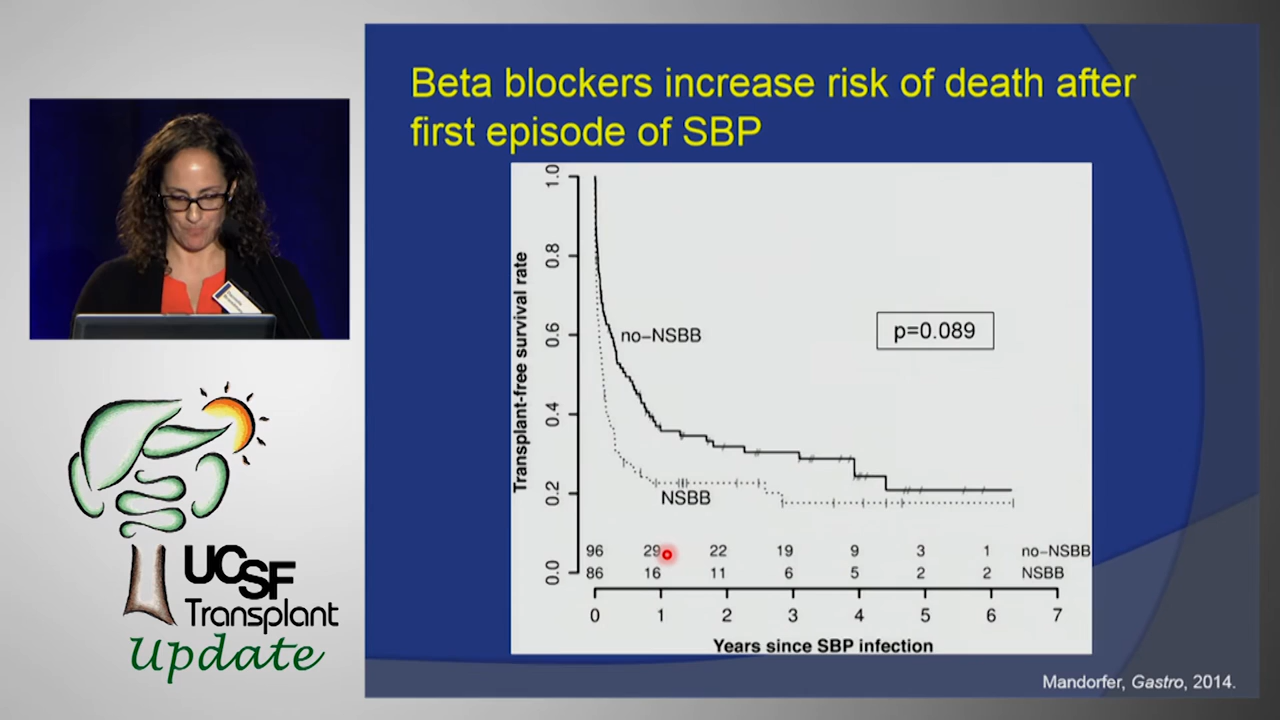 Beta blockers increase risk of death after
first episode of SBP
Transplant-free survival rate
1.0
0.8
0.6
0.4
0.2
0.0
no-NSBB
p=0.089
NSBB
96 29 22 19 9 3 1 no-NSBB
86 16 11 6 5 2 2 NSBB
0 1 2 3 4 5 6 7
Years since SBP infection
Mandorfer, Gastro, 2014.
UCSF
Transplant
Update